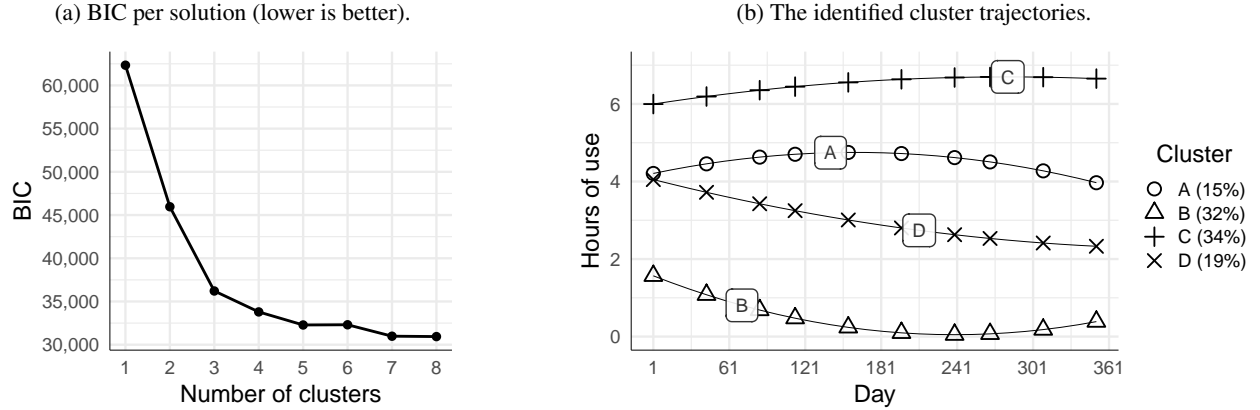 (a) BIC per solution (lower is better).
60,000
55,000
50,000
45,000
40,000
35,000
30,000
BIC
1 2 3 4 5 6 7 8
Number of clusters
(b) The identified cluster trajectories.
6
4
2
0
Hours of use
C
A
D
B
1 61 121 181 241 301 361
Day
Cluster
A (15%)
B (32%)
C (34%)
D (19%)